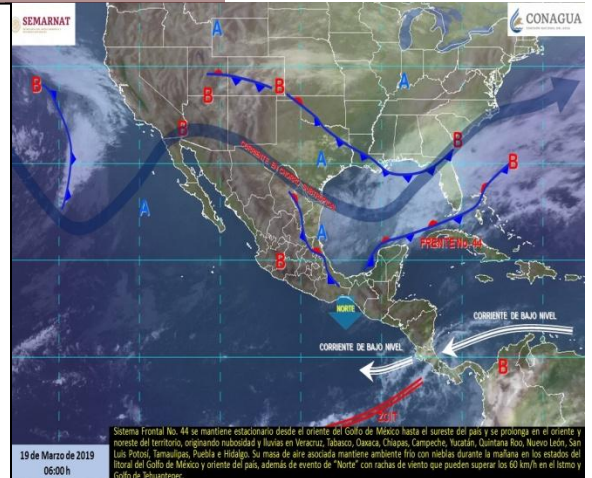 SEMARNAT
CONAGUA
A
B
B
B
A
B
B
B
A
A
CORRIENTE EN CHORRO SUBTROPICAL
A
FRENTE No. 44
B
NORTE
CORRIENTE DE BAJO NIVEL
CORRIENTE DE BAJO NIVEL
B
ZCIT
Sistema Frontal No. 44 se mantiene estacionario desde el oriente del Golfo de México hasta el sureste del país y se prolonga en el oriente y
noreste del territorio, originando nubosidad y lluvias en Veracruz, Tabasco, Oaxaca, Chiapas, Campeche, Yucatán, Quintana Roo, Nuevo León, San
Luis Potosí, Tamaulipas, Puebla e Hidalgo. Su masa de aire asociada mantiene ambiente frío con nieblas durante la mañana en los estados del
litoral del Golfo de México y oriente del país, además de evento de "Norte" con rachas de viento que pueden superar los 60 km/h en el Istmo y
Golfo de Tehuantepec.
19 de Marzo de 2019
06:00 h